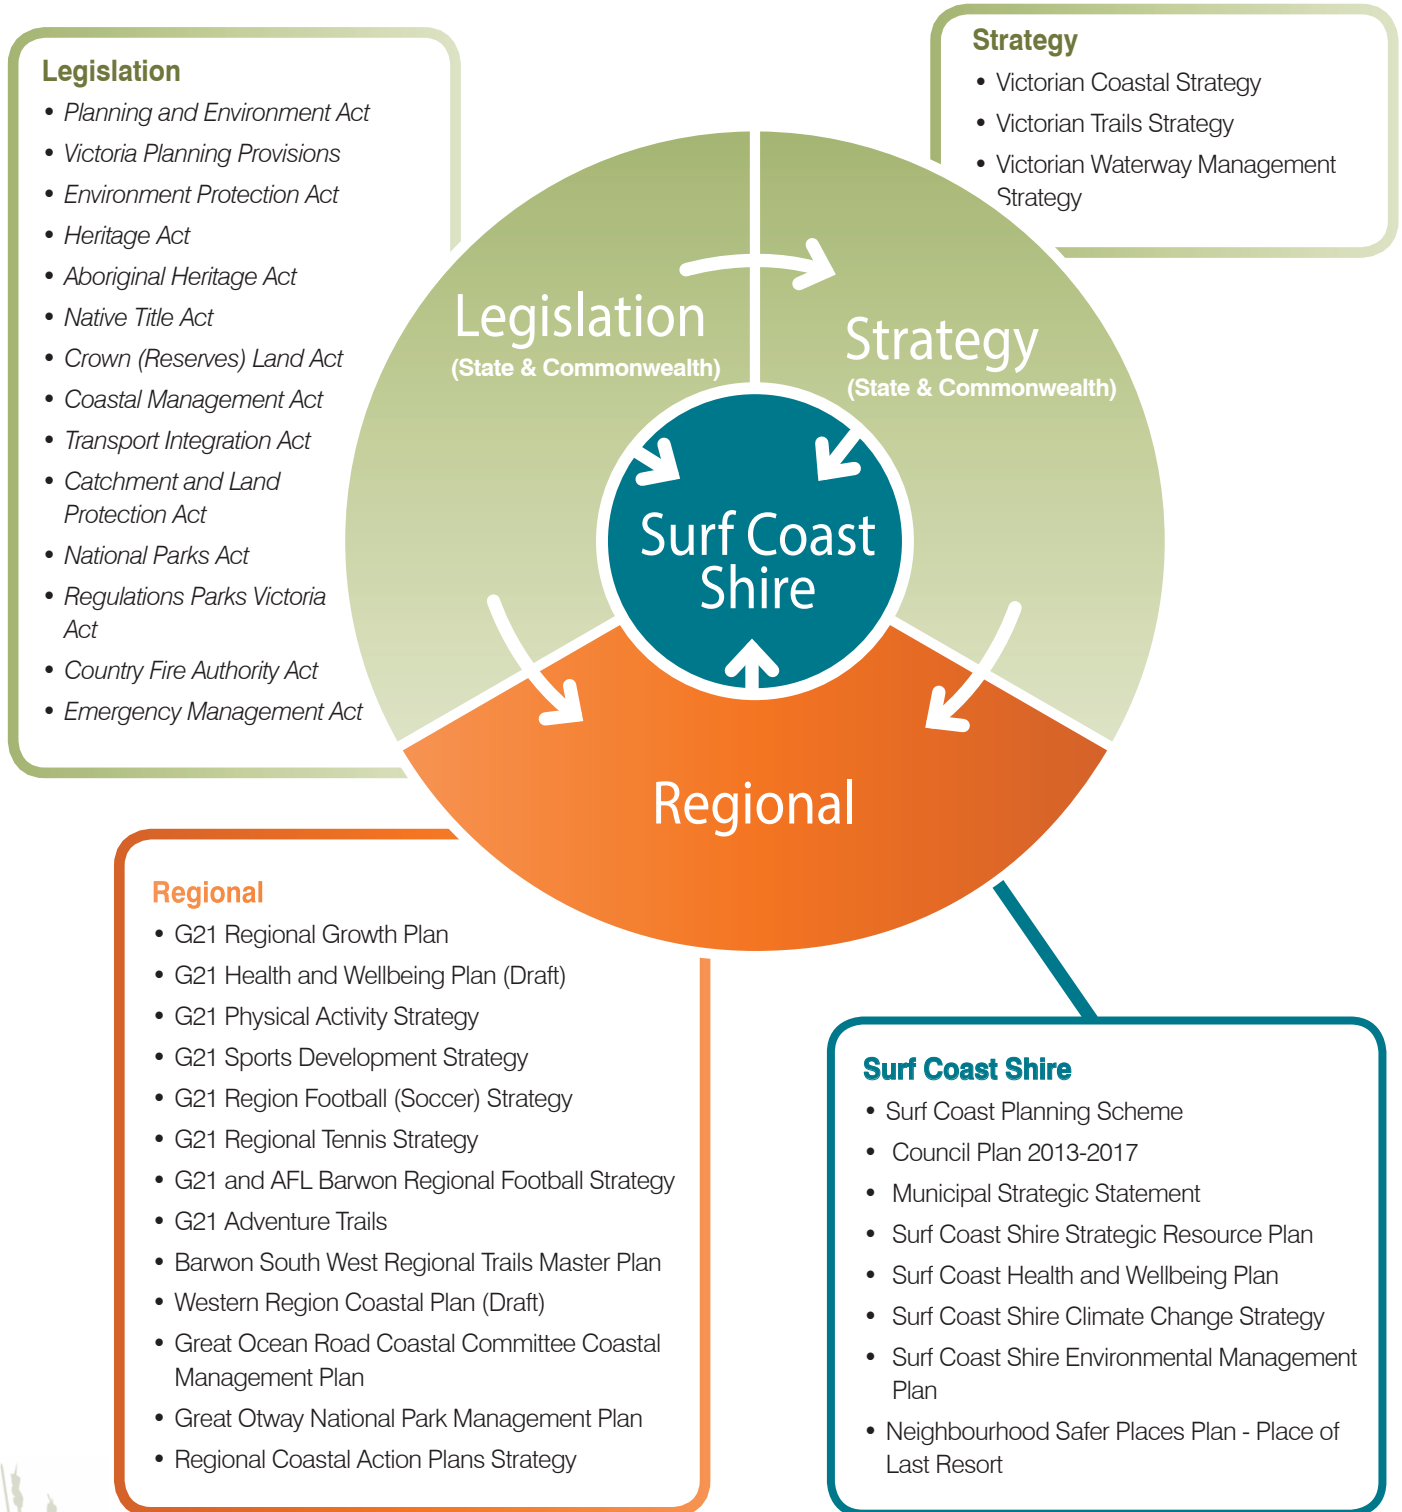 Legislation
• Planning and Environment Act
• Victoria Planning Provisions
• Environment Protection Act
• Heritage Act
• Aboriginal Heritage Act
• Native Title Act
• Crown (Reserves) Land Act
• Coastal Management Act
• Transport Integration Act
• Catchment and Land
Protection Act
• National Parks Act
• Regulations Parks Victoria
Act
• Country Fire Authority Act
• Emergency Management Act
Strategy
• Victorian Coastal Strategy
• Victorian Trails Strategy
• Victorian Waterway Management
Strategy
Legislation
(State & Commonwealth)
Strategy
(State & Commonwealth)
Surf Coast
Shire
Regional
Regional
• G21 Regional Growth Plan
• G21 Health and Wellbeing Plan (Draft)
• G21 Physical Activity Strategy
• G21 Sports Development Strategy
• G21 Region Football (Soccer) Strategy
• G21 Regional Tennis Strategy
• G21 and AFL Barwon Regional Football Strategy
• G21 Adventure Trails
• Barwon South West Regional Trails Master Plan
• Western Region Coastal Plan (Draft)
• Great Ocean Road Coastal Committee Coastal
Management Plan
• Great Otway National Park Management Plan
• Regional Coastal Action Plans Strategy
Surf Coast Shire
• Surf Coast Planning Scheme
• Council Plan 2013-2017
• Municipal Strategic Statement
• Surf Coast Shire Strategic Resource Plan
• Surf Coast Health and Wellbeing Plan
• Surf Coast Shire Climate Change Strategy
• Surf Coast Shire Environmental Management
Plan
• Neighbourhood Safer Places Plan - Place of
Last Resort